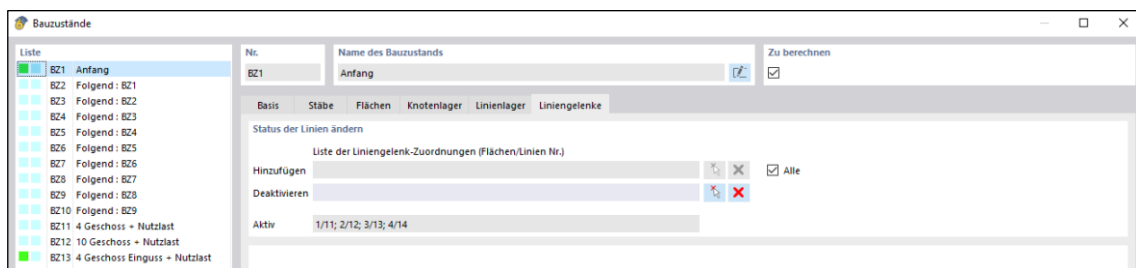 Bauzustände
Liste
BZ1 Anfang
BZ2 Folgend : BZ1
BZ3 Folgend : BZ2
BZ4 Folgend : BZ3
BZ5 Folgend : BZ4
BZ6 Folgend : BZ5
BZ7 Folgend : BZ6
BZ8 Folgend : BZ7
BZ9 Folgend : BZ8
BZ10 Folgend : BZ9
BZ11 4 Geschoss + Nutzlast
BZ12 10 Geschoss + Nutzlast
BZ13 4 Geschoss Einguss + Nutzlast
Nr.
BZ1
Name des Bauzustands
Anfang
Zu berechnen
Basis Stäbe Flächen Knotenlager Linienlager Liniengelenke
Status der Linien ändern
Liste der Liniengelenk-Zuordnungen (Flächen/Linien Nr.)
Hinzufügen
Alle
Deaktivieren
Aktiv 1/11; 2/12; 3/13; 4/14